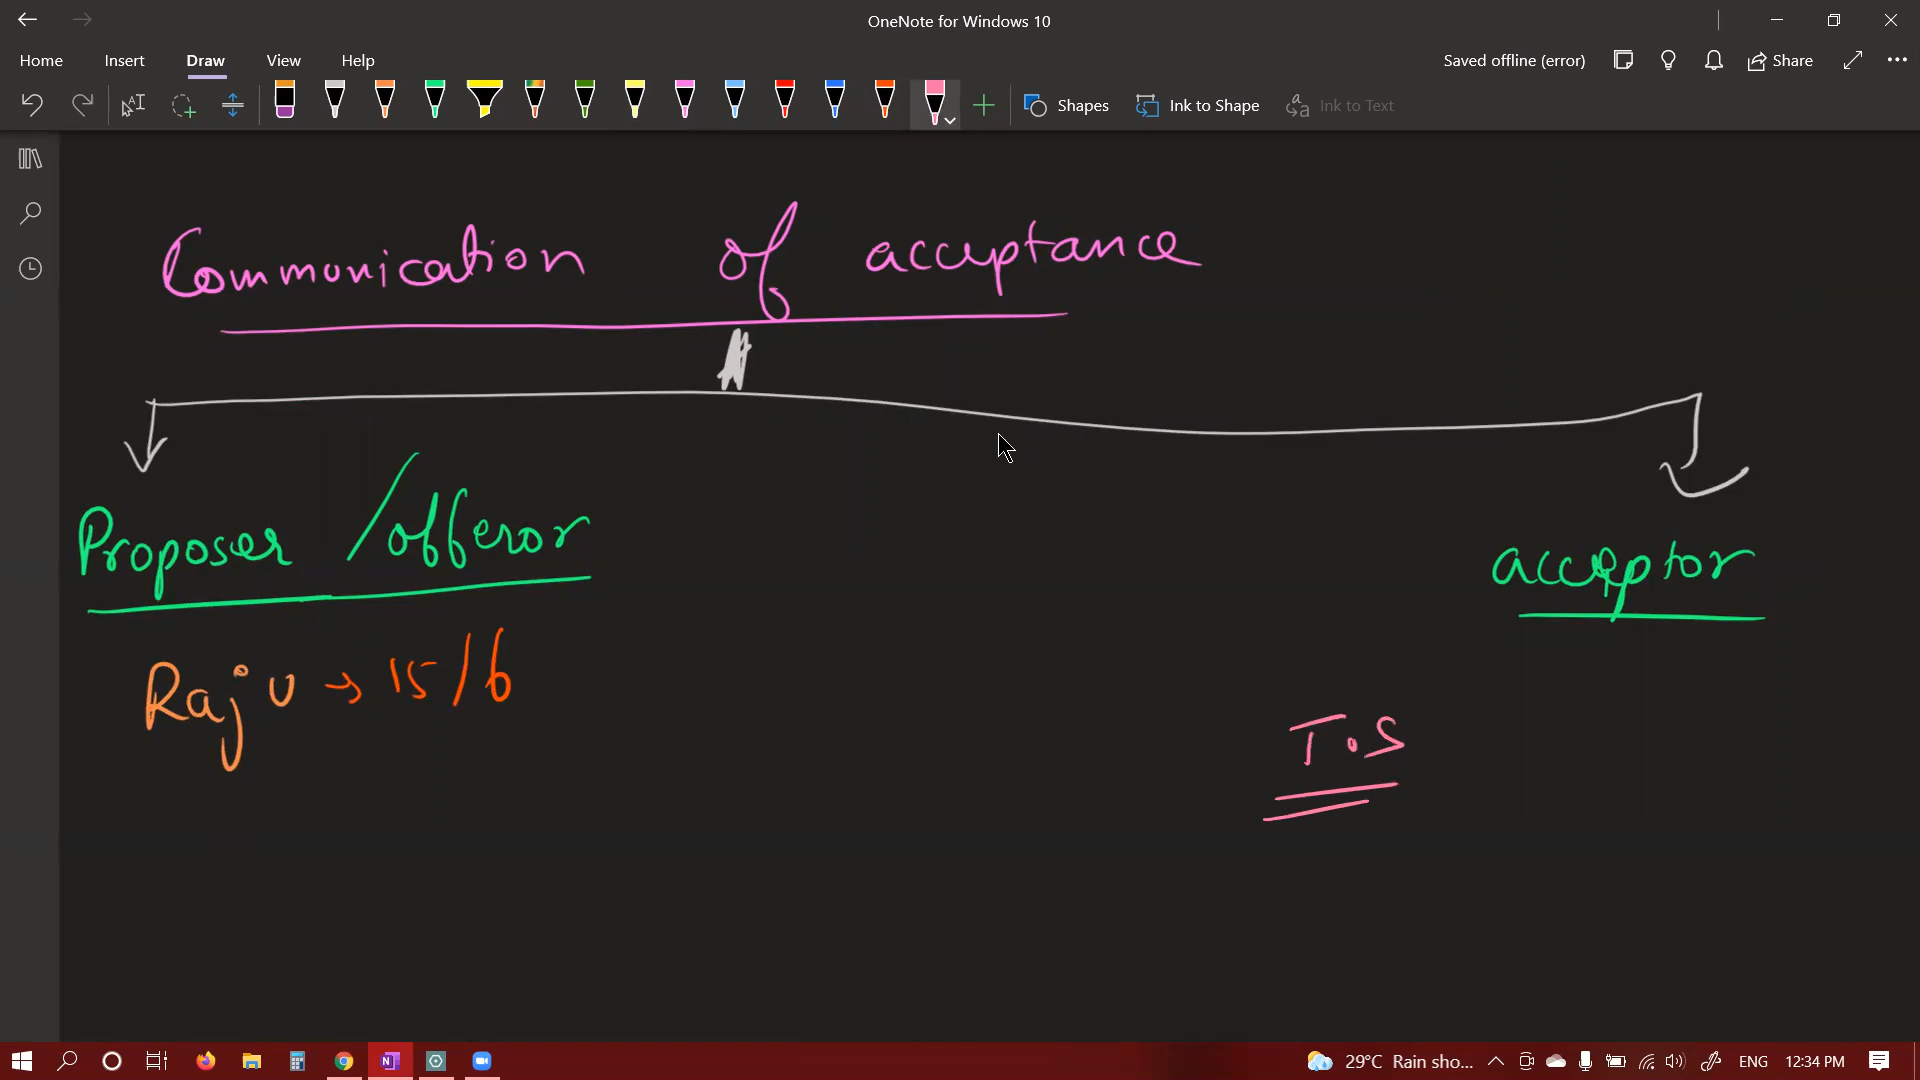 OneNote for Windows 10
Home Insert Draw View Help Saved offline (error) Share
Shapes Ink to Shape Ink to Text
Communication of acceptance
Proposer /offeror acceptor
Raju → 15/6
T.S
29°C Rain sho... ENG 12:34 PM